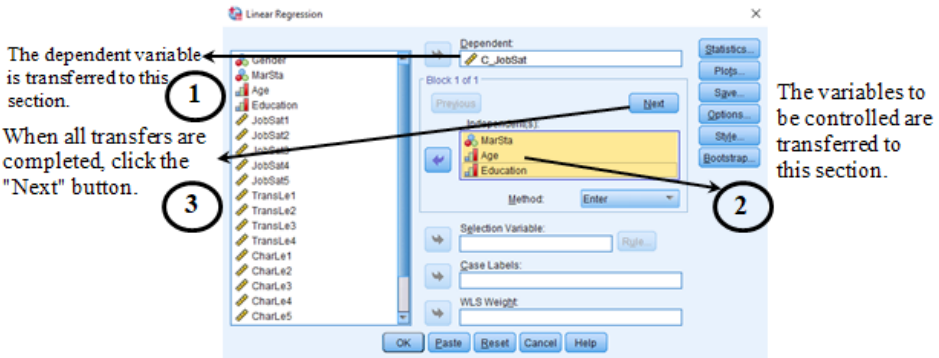 Linear Regression
The dependent variable
is transferred to this
section.
1
When all transfers are
completed, click the
"Next" button.
3
Gender
MarSta
Age
Education
JobSat1
JobSat2
JobSat3
JobSat4
JobSat5
TransLe1
TransLe2
TransLe3
TransLe4
CharLe1
CharLe2
CharLe3
CharLe4
CharLe5
Dependent:
C_JobSat
Block 1 of 1
Previous
Next
Independent(s):
MarSta
Age
Education
Method:
Enter
Selection Variable:
Rule...
Case Labels:
WLS Weight:
Statistics...
Plots...
Save...
Options...
Style...
Bootstrap...
The variables to
be controlled are
transferred to
this section.
2
OK
Paste
Reset
Cancel
Help